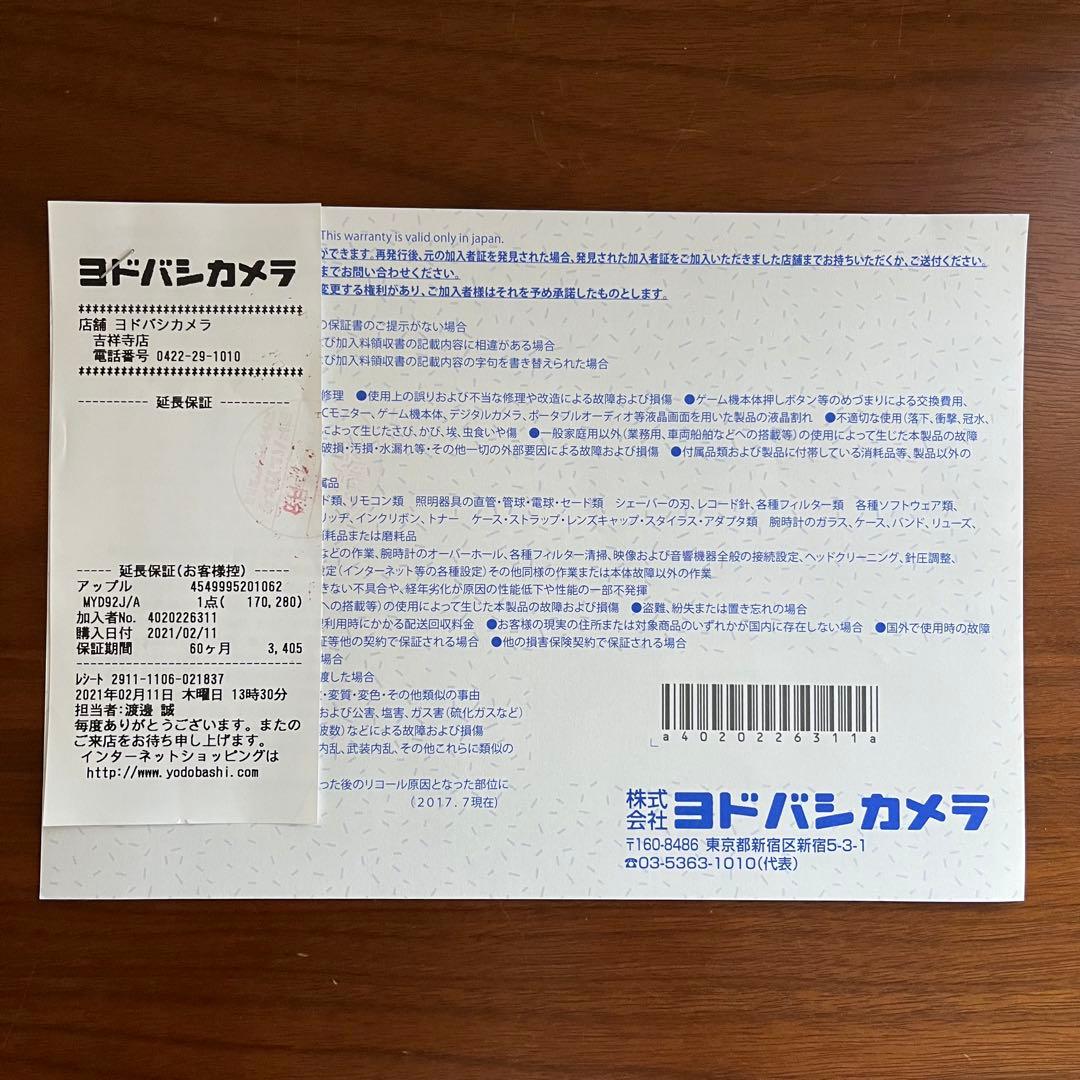 ヨドバシカメラ
店舗 ヨドバシカメラ
吉祥寺店
電話番号 0422-29-1010
---------- 延長保証 ----------
----- 延長保証(お客様控) -----
アップル 4549995201062
MYD92J/A 1点( 170,280)
加入者No. 4020226311
購入日付 2021/02/11
保証期間 60ヶ月 3,405
ﾚｼｰﾄ 2911-1106-021837
2021年02月11日 木曜日 13時30分
担当者:渡邊 誠
毎度ありがとうございます。またの
ご来店をお待ち申し上げます。
インターネットショッピングは
http://www.yodobashi.com
This warranty is valid only in japan.
ができます。再発行後、元の加入者証を発見された場合、発見された加入者証をご加入いただきました店舗までお持ちいただくか、ご送付ください。
までお問い合わせください。
変更する権利があり、ご加入者様はそれを予め承諾したものとします。
の保証書のご提示がない場合
よび加入料領収書の記載内容に相違がある場合
よび加入料領収書の記載内容の字句を書き替えられた場合
修理 ●使用上の誤りおよび不当な修理や改造による故障および損傷 ●ゲーム機本体押しボタン等のめづまりによる交換費用、
Cモニター、ゲーム機本体、デジタルカメラ、ポータブルオーディオ等液晶画面を用いた製品の液晶割れ ●不適切な使用(落下、衝撃、冠水、
によって生じたさび、かび、埃、虫食いや傷 ●一般家庭用以外(業務用、車両船舶などへの搭載等)の使用によって生じた本製品の故障
破損・汚損・水漏れ等・その他一切の外部要因による故障および損傷 ●付属品類および製品に付帯している消耗品等、製品以外の
属品
ド類、リモコン類 照明器具の直管・管球・電球・セード類 シェーバーの刃、レコード針、各種フィルター類 各種ソフトウェア類、
リッヂ、インクリボン、トナー ケース・ストラップ・レンズキャップ・スタイラス・アダプタ類 腕時計のガラス、ケース、バンド、リューズ、
消耗品または磨耗品
などの作業、腕時計のオーバーホール、各種フィルター清掃、映像および音響機器全般の接続設定、ヘッドクリーニング、針圧調整、
設定(インターネット等の各種設定)その他同様の作業または本体故障以外の作業
きない不具合や、経年劣化が原因の性能低下や性能の一部不発揮
への搭載等)の使用によって生じた本製品の故障および損傷 ●盗難、紛失または置き忘れの場合
利用時にかかる配送回収料金 ●お客様の現実の住所または対象商品のいずれかが国内に存在しない場合 ●国外で使用時の故障
証等他の契約で保証される場合 ●他の損害保険契約で保証される場合
場合
渡した場合
・変質・変色・その他類似の事由
および公害、塩害、ガス害(硫化ガスなど)
波数)などによる故障および損傷
内乱、武装内乱、その他これらに類似の
った後のリコール原因となった部位に
(2017.7現在)
a4020226311a
株式会社 ヨドバシカメラ
〒160-8486 東京都新宿区新宿5-3-1
☎03-5363-1010(代表)